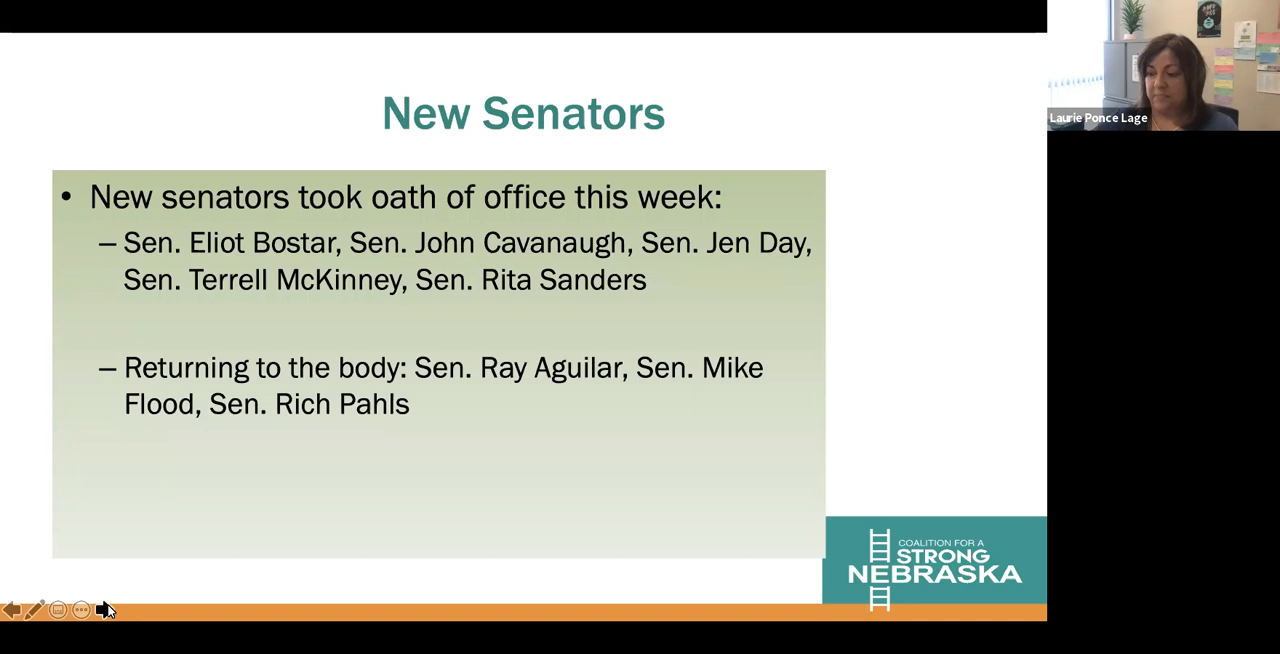 New Senators
• New senators took oath of office this week:
– Sen. Eliot Bostar, Sen. John Cavanaugh, Sen. Jen Day,
Sen. Terrell McKinney, Sen. Rita Sanders
– Returning to the body: Sen. Ray Aguilar, Sen. Mike
Flood, Sen. Rich Pahls
COALITION FOR A
STRONG
NEBRASKA
Laurie Ponce Lage